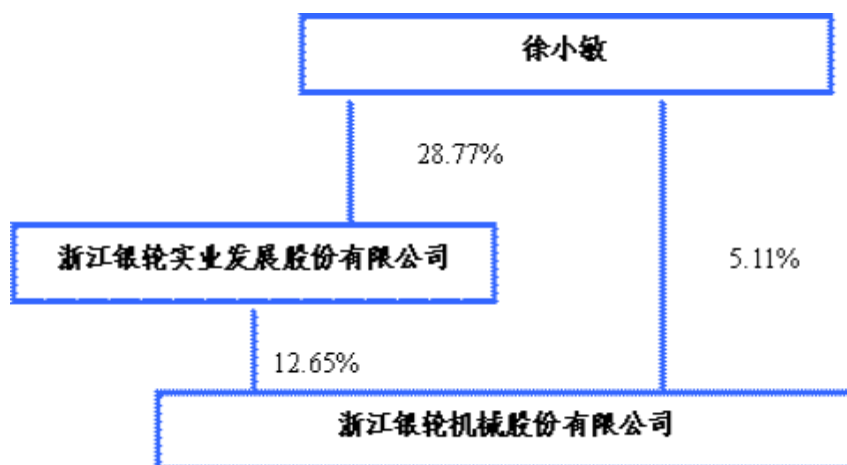 徐小敏
28.77%
浙江银轮实业发展股份有限公司
5.11%
12.65%
浙江银轮机械股份有限公司